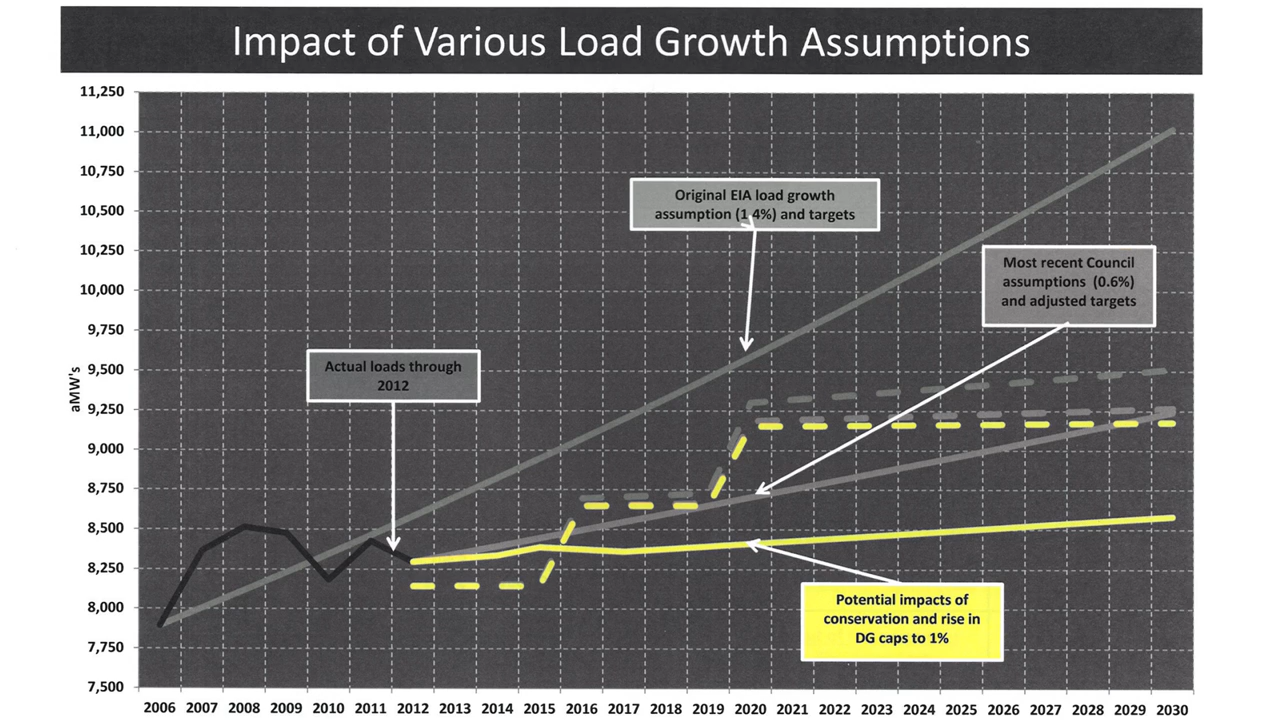 Impact of Various Load Growth Assumptions
11,250
11,000
10,750
10,500
10,250
10,000
9,750
9,500
9,250
9,000
8,750
8,500
8,250
8,000
7,750
7,500
aMW's
Original EIA load growth
assumption (1.4%) and targets
Most recent Council
assumptions (0.6%)
and adjusted targets
Actual loads through
2012
Potential impacts of
conservation and rise in
DG caps to 1%
2006 2007 2008 2009 2010 2011 2012 2013 2014 2015 2016 2017 2018 2019 2020 2021 2022 2023 2024 2025 2026 2027 2028 2029 2030